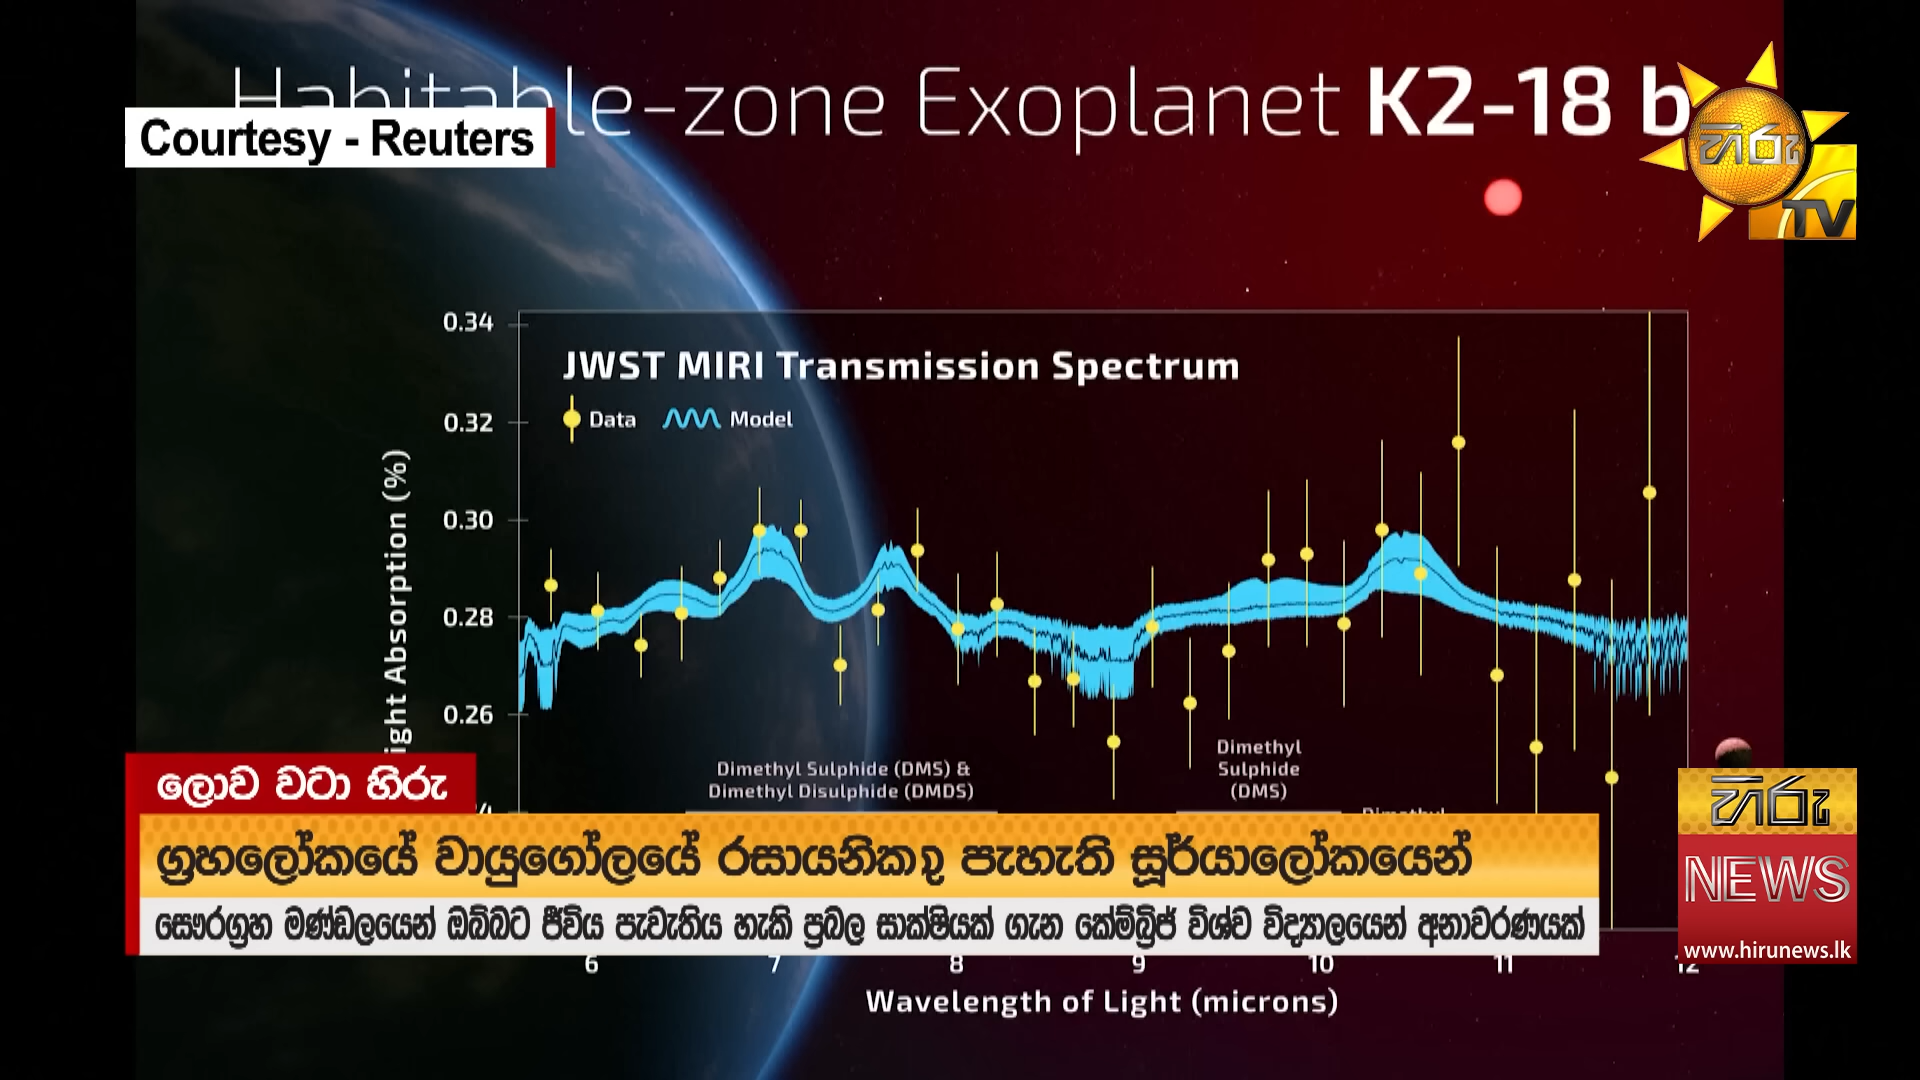 Habitable-zone Exoplanet K2-18 b
Courtesy - Reuters
හිරු
TV
0.34
JWST MIRI Transmission Spectrum
Data
Model
0.32
0.30
0.28
0.26
Light Absorption (%)
Dimethyl Sulphide (DMS) &
Dimethyl Disulphide (DMDS)
Dimethyl
Sulphide
(DMS)
Dimethyl
ලොව වටා හිරු
ග්‍රහලෝකයේ වායුගෝලයේ රසායනිකද පැහැති සූර්යාලෝකයෙන්
සෞරග්‍රහ මණ්ඩලයෙන් ඔබ්බට ජීවිය පැවැතිය හැකි ප්‍රබල සාක්ෂියක් ගැන කේම්බ්‍රිජ් විශ්ව විද්‍යාලයෙන් අනාවරණයක්
හිරු
NEWS
www.hirunews.lk
6 7 8 9 10 11 12
Wavelength of Light (microns)